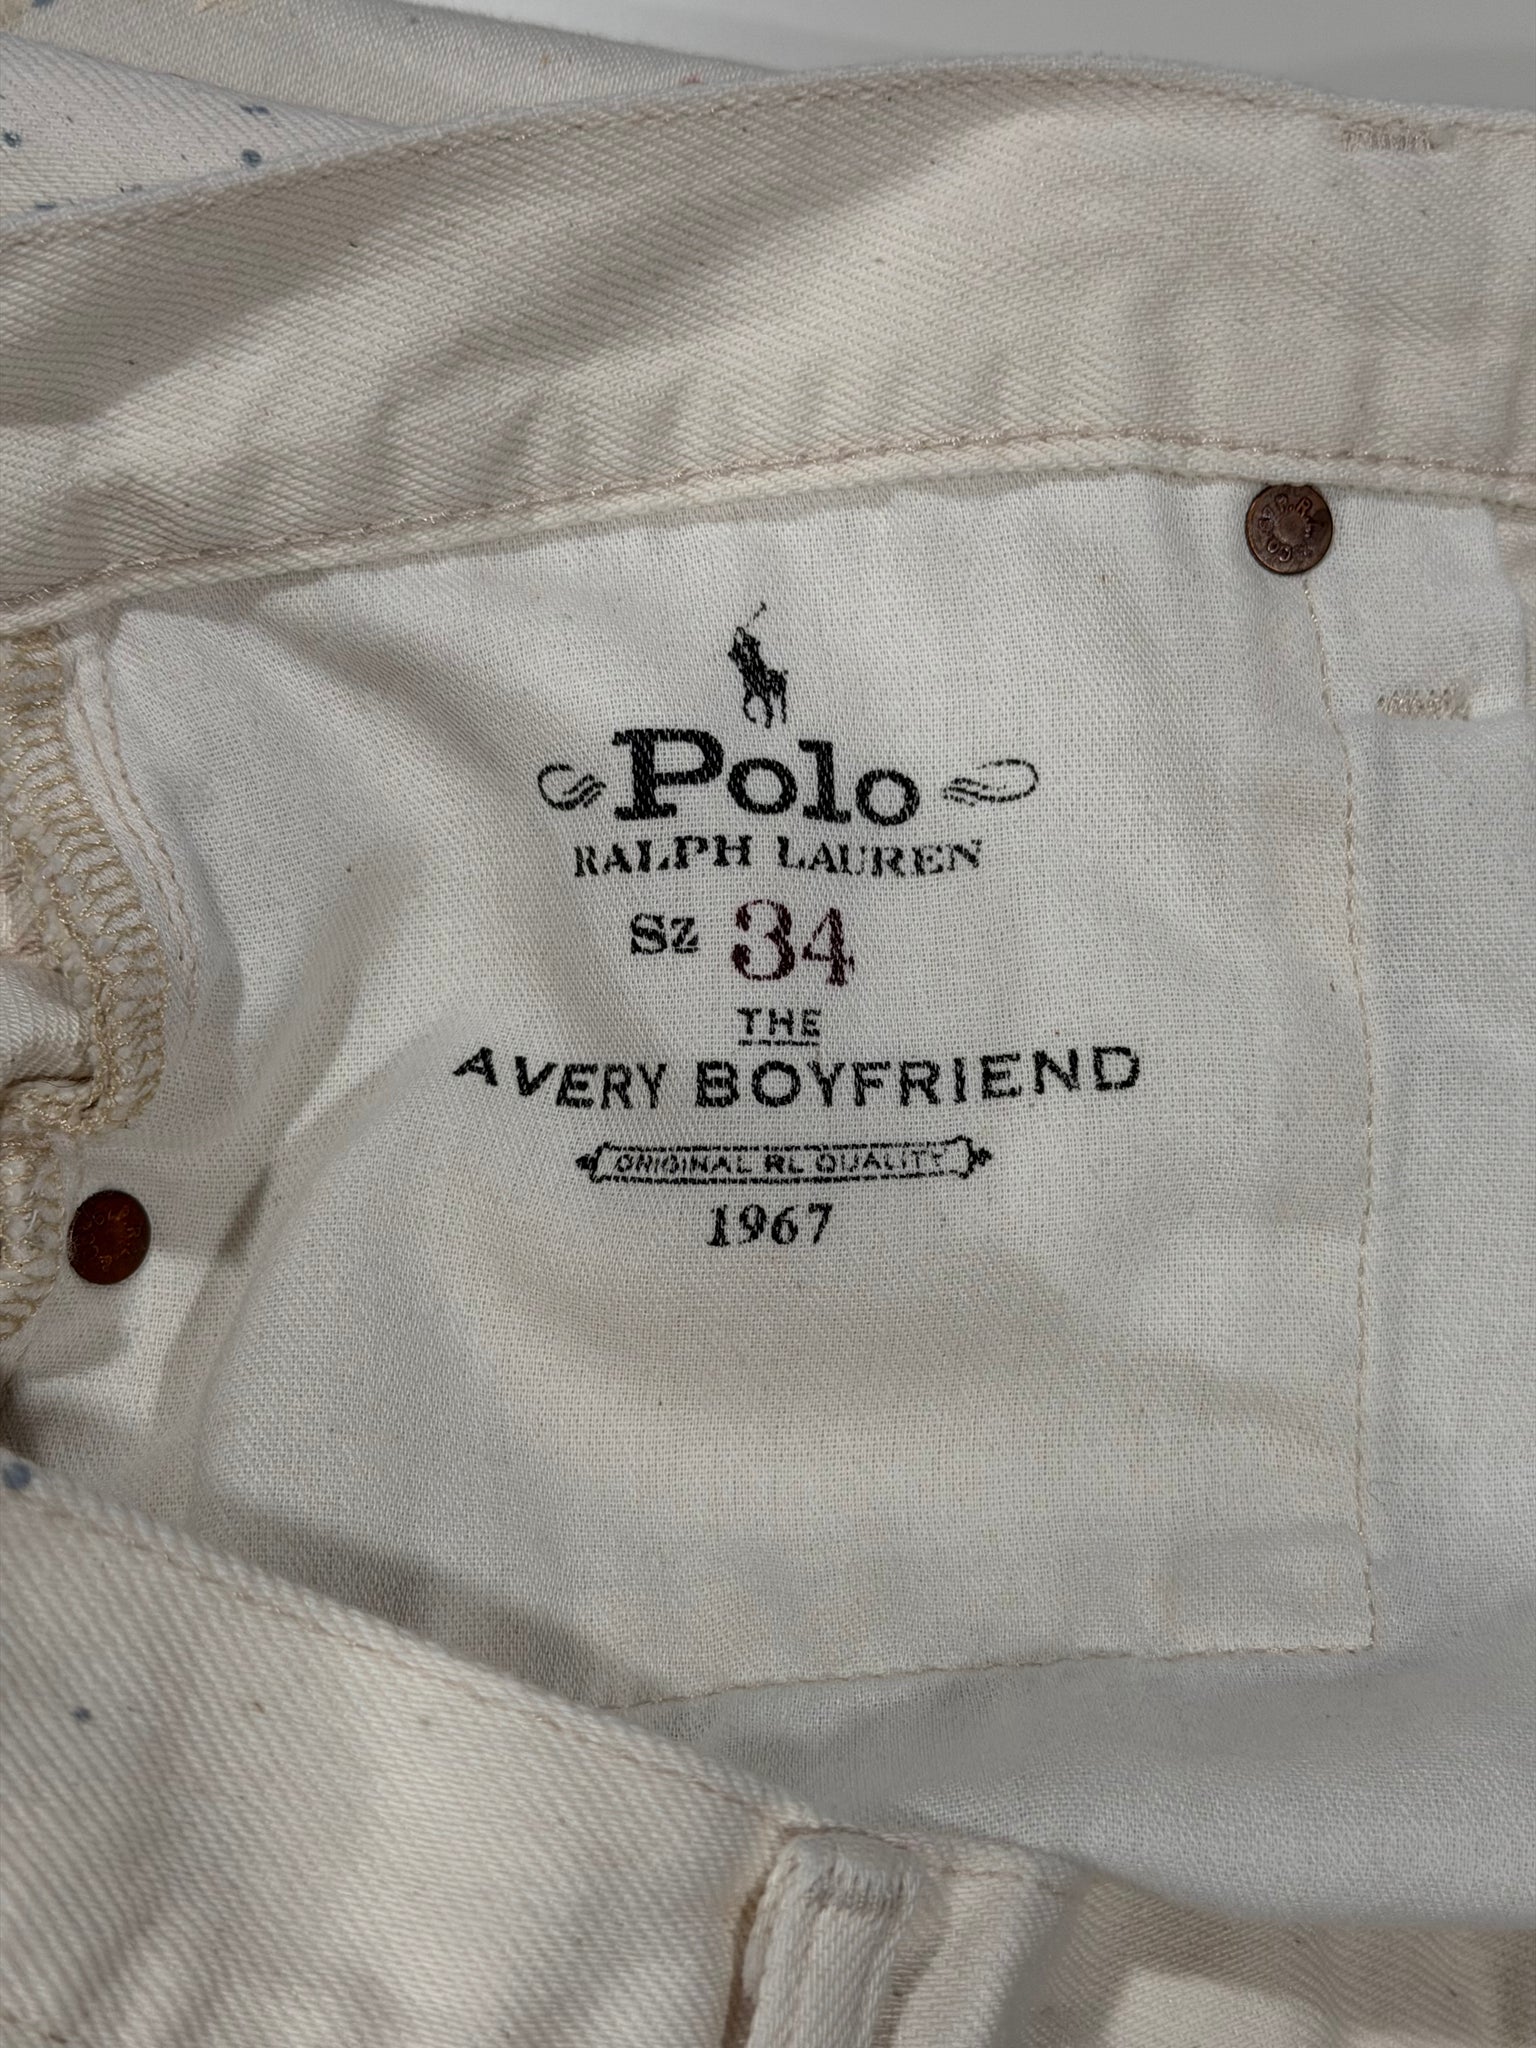 Polo
RALPH LAUREN
Sz 34
THE
AVERY BOYFRIEND
ORIGINAL RL QUALITY
1967